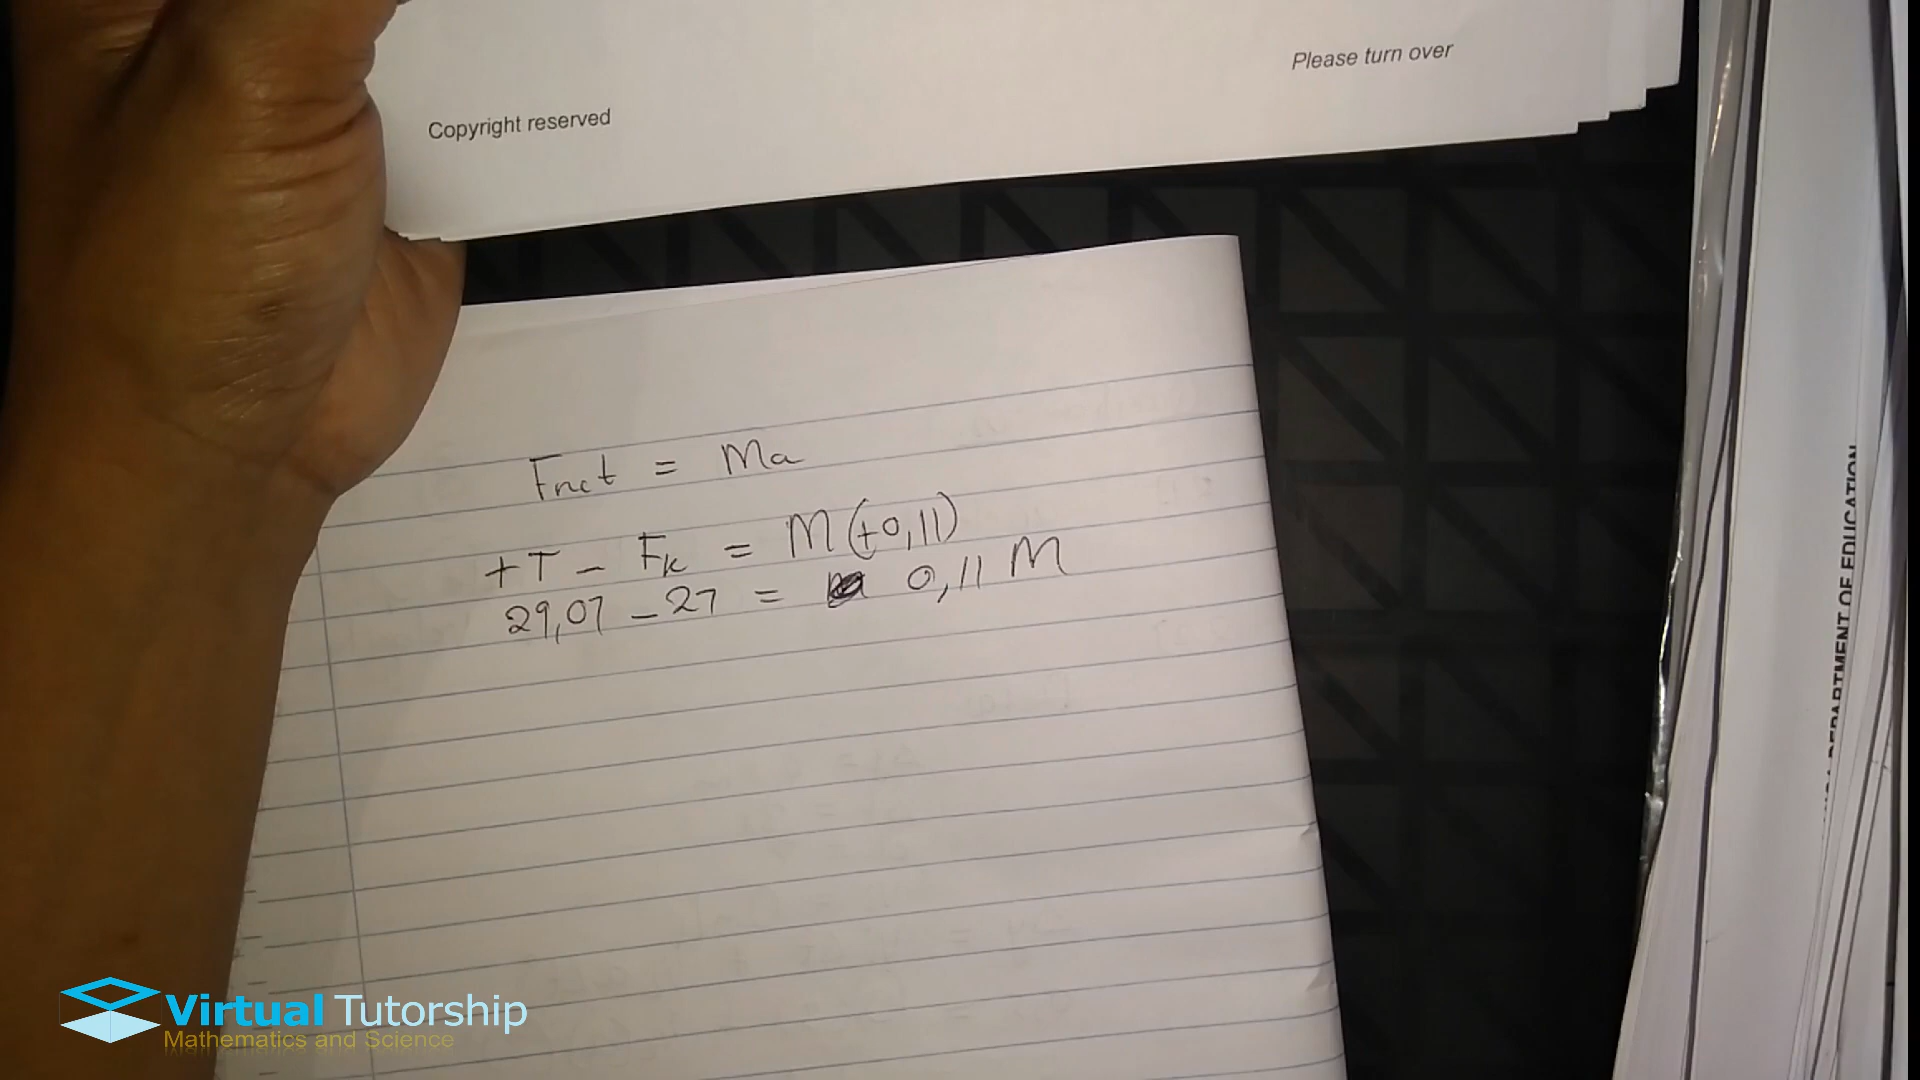 Please turn over
Copyright reserved
Fnet = Ma
+T - Fk = M(+0,11)
29,07 - 27 = 0,11 M
DEPARTMENT OF EDUCATION
Virtual Tutorship
Mathematics and Science